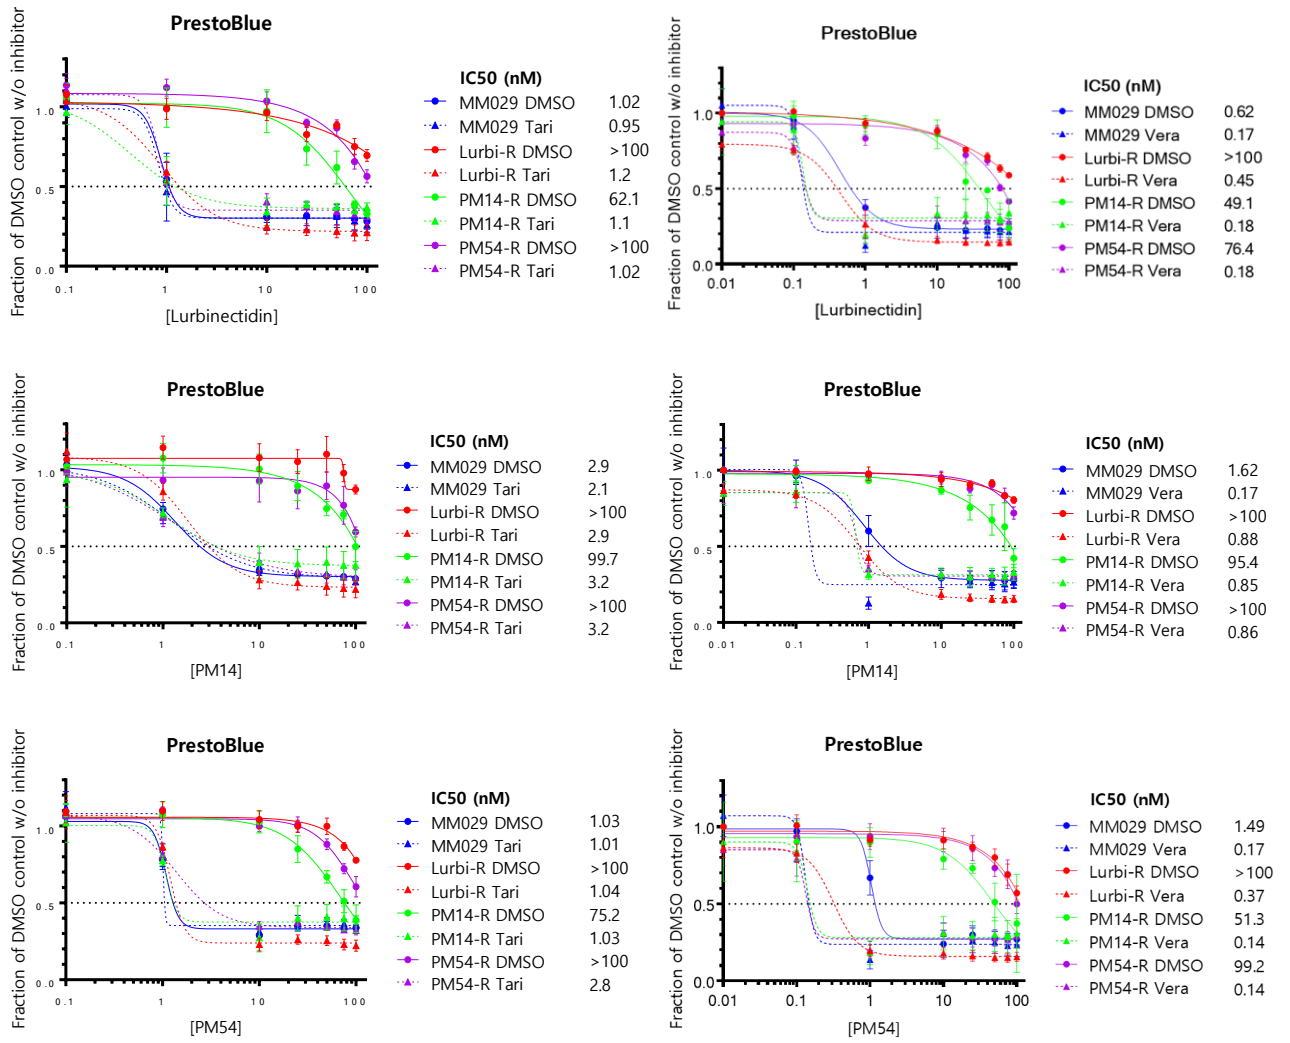 PrestoBlue
Fraction of DMSO control w/o inhibitor
1.0
0.5
0.0
0.1 1 10 100
[Lurbinectidin]
IC50 (nM)
MM029 DMSO 1.02
MM029 Tari 0.95
Lurbi-R DMSO >100
Lurbi-R Tari 1.2
PM14-R DMSO 62.1
PM14-R Tari 1.1
PM54-R DMSO >100
PM54-R Tari 1.02
PrestoBlue
Fraction of DMSO control w/o inhibitor
1.0
0.5
0.0
0.01 0.1 1 10 100
[Lurbinectidin]
IC50 (nM)
MM029 DMSO 0.62
MM029 Vera 0.17
Lurbi-R DMSO >100
Lurbi-R Vera 0.45
PM14-R DMSO 49.1
PM14-R Vera 0.18
PM54-R DMSO 76.4
PM54-R Vera 0.18
PrestoBlue
Fraction of DMSO control w/o inhibitor
1.0
0.5
0.0
0.1 1 10 100
[PM14]
IC50 (nM)
MM029 DMSO 2.9
MM029 Tari 2.1
Lurbi-R DMSO >100
Lurbi-R Tari 2.9
PM14-R DMSO 99.7
PM14-R Tari 3.2
PM54-R DMSO >100
PM54-R Tari 3.2
PrestoBlue
Fraction of DMSO control w/o inhibitor
1.0
0.5
0.0
0.01 0.1 1 10 100
[PM14]
IC50 (nM)
MM029 DMSO 1.62
MM029 Vera 0.17
Lurbi-R DMSO >100
Lurbi-R Vera 0.88
PM14-R DMSO 95.4
PM14-R Vera 0.85
PM54-R DMSO >100
PM54-R Vera 0.86
PrestoBlue
Fraction of DMSO control w/o inhibitor
1.0
0.5
0.0
0.1 1 10 100
[PM54]
IC50 (nM)
MM029 DMSO 1.03
MM029 Tari 1.01
Lurbi-R DMSO >100
Lurbi-R Tari 1.04
PM14-R DMSO 75.2
PM14-R Tari 1.03
PM54-R DMSO >100
PM54-R Tari 2.8
PrestoBlue
Fraction of DMSO control w/o inhibitor
1.0
0.5
0.0
0.01 0.1 1 10 100
[PM54]
IC50 (nM)
MM029 DMSO 1.49
MM029 Vera 0.17
Lurbi-R DMSO >100
Lurbi-R Vera 0.37
PM14-R DMSO 51.3
PM14-R Vera 0.14
PM54-R DMSO 99.2
PM54-R Vera 0.14